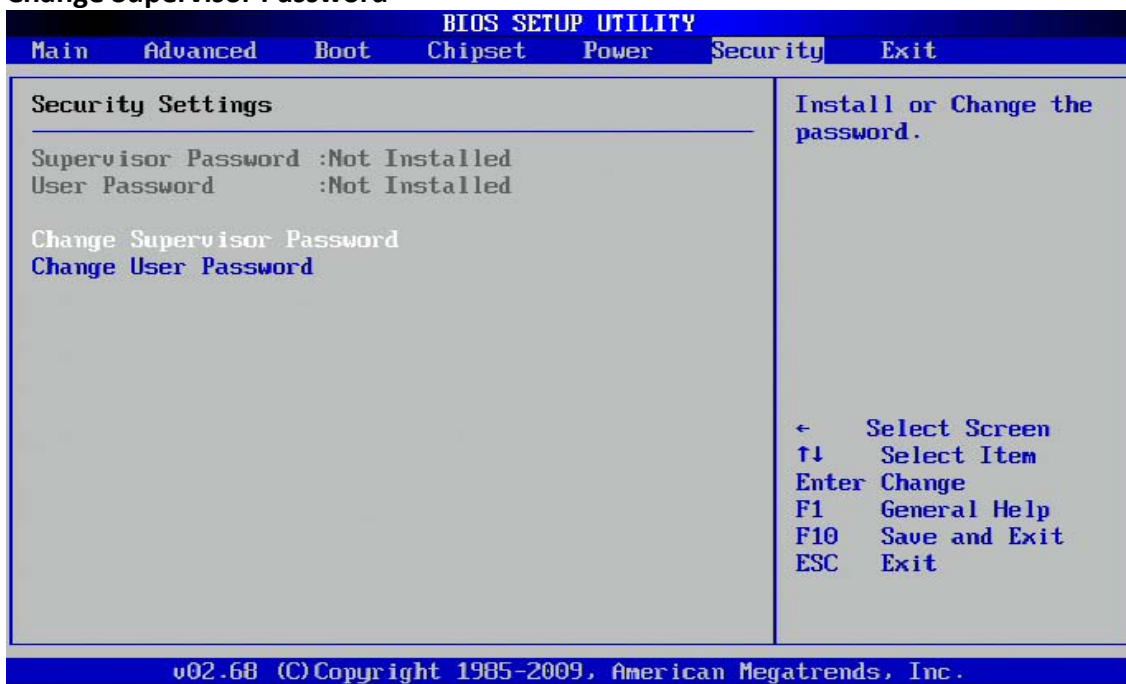 Change Supervisor Password
BIOS SETUP UTILITY
Main Advanced Boot Chipset Power Security Exit
Security Settings
Supervisor Password :Not Installed
User Password :Not Installed
Change Supervisor Password
Change User Password
Install or Change the
password.
← Select Screen
↑↓ Select Item
Enter Change
F1 General Help
F10 Save and Exit
ESC Exit
v02.68 (C)Copyright 1985-2009, American Megatrends, Inc.